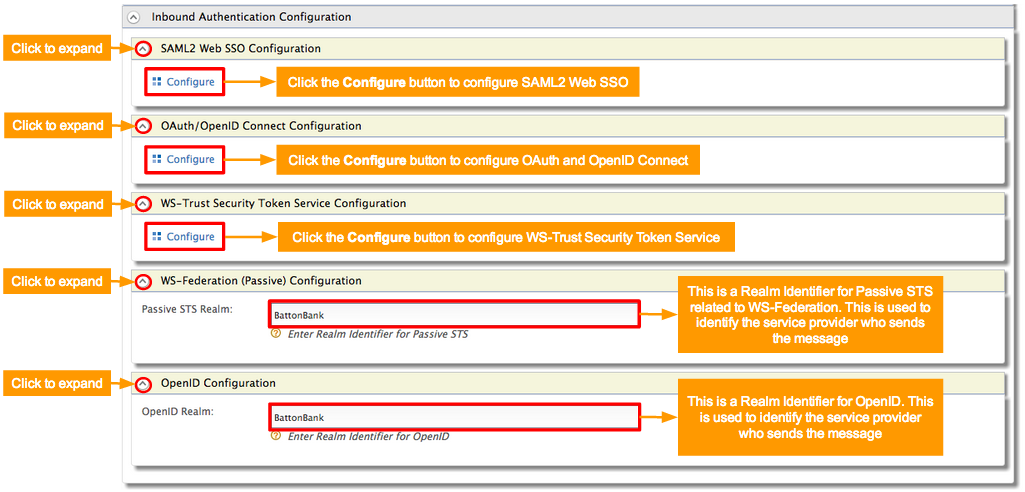 Inbound Authentication Configuration
Click to expand
SAML2 Web SSO Configuration
Configure
Click the Configure button to configure SAML2 Web SSO
Click to expand
OAuth/OpenID Connect Configuration
Configure
Click the Configure button to configure OAuth and OpenID Connect
Click to expand
WS-Trust Security Token Service Configuration
Configure
Click the Configure button to configure WS-Trust Security Token Service
Click to expand
WS-Federation (Passive) Configuration
Passive STS Realm:
BattonBank
Enter Realm Identifier for Passive STS
This is a Realm Identifier for Passive STS
related to WS-Federation. This is used to
identify the service provider who sends
the message
Click to expand
OpenID Configuration
OpenID Realm:
BattonBank
Enter Realm Identifier for OpenID
This is a Realm Identifier for OpenID. This
is used to identify the service provider
who sends the message